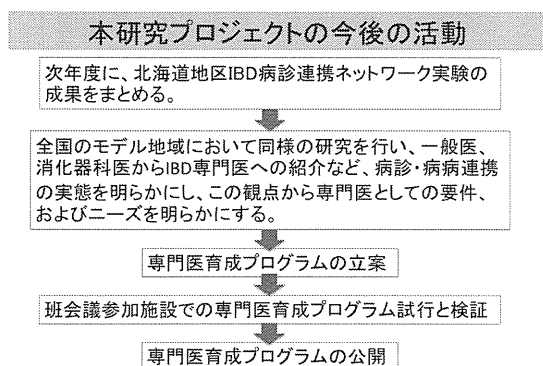 本研究プロジェクトの今後の活動
次年度に、北海道地区IBD病診連携ネットワーク実験の
成果をまとめる。
全国のモデル地域において同様の研究を行い、一般医、
消化器科医からIBD専門医への紹介など、病診・病病連携
の実態を明らかにし、この観点から専門医としての要件、
およびニーズを明らかにする。
専門医育成プログラムの立案
班会議参加施設での専門医育成プログラム試行と検証
専門医育成プログラムの公開